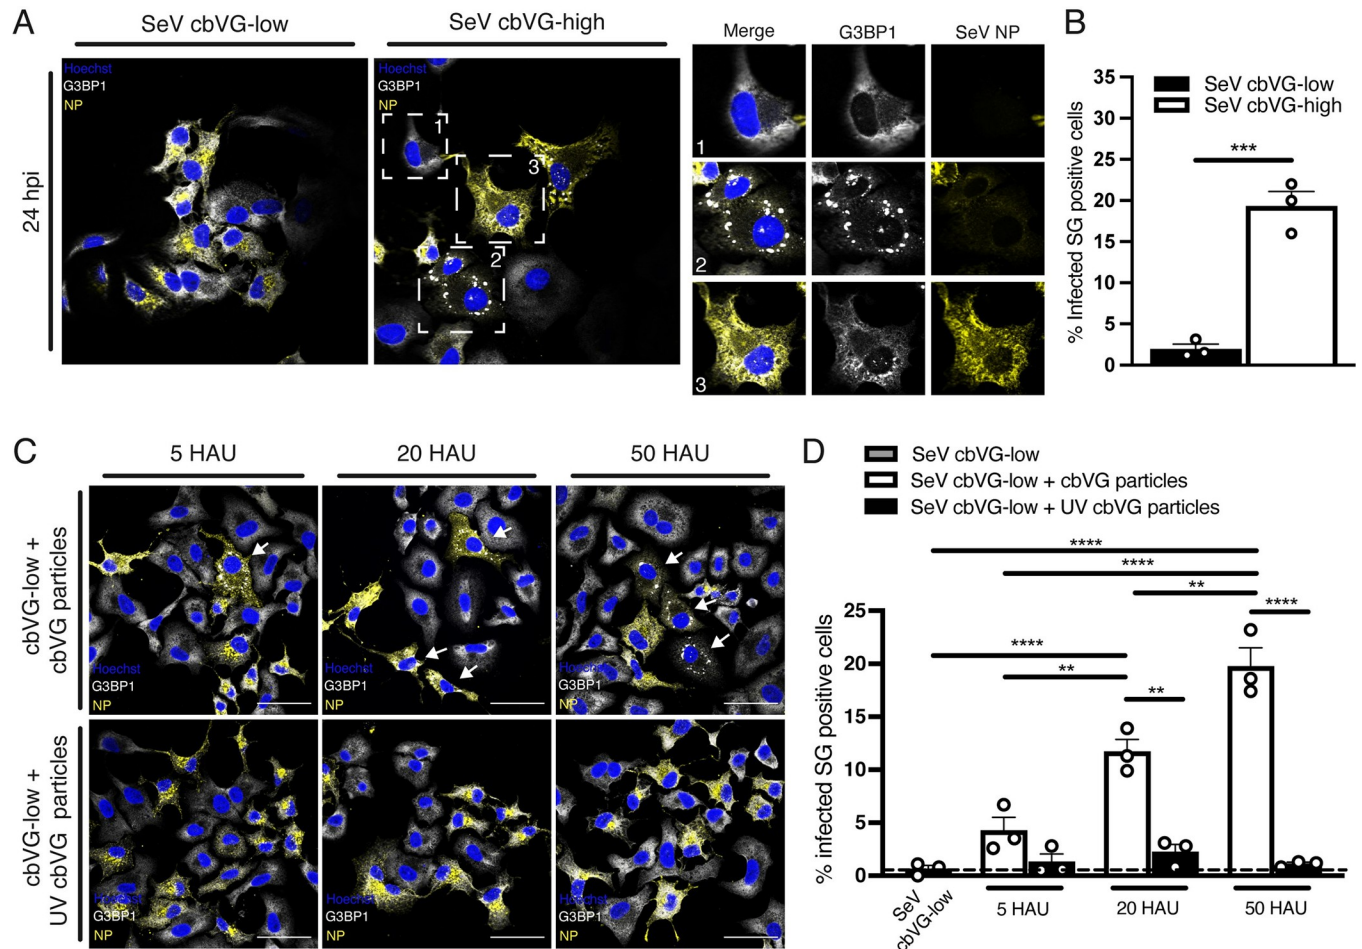 A
SeV cbVG-low
SeV cbVG-high
24 hpi
Hoechst
G3BP1
NP
Hoechst
G3BP1
NP
1
3
2
Merge
G3BP1
SeV NP
1
2
3
B
SeV cbVG-low
SeV cbVG-high
% Infected SG positive cells
35
30
25
20
15
10
5
0
***
C
5 HAU
20 HAU
50 HAU
cbVG-low +
cbVG particles
Hoechst
G3BP1
NP
Hoechst
G3BP1
NP
Hoechst
G3BP1
NP
cbVG-low +
UV cbVG particles
Hoechst
G3BP1
NP
Hoechst
G3BP1
NP
Hoechst
G3BP1
NP
D
SeV cbVG-low
SeV cbVG-low + cbVG particles
SeV cbVG-low + UV cbVG particles
****
****
**
****
****
**
**
% infected SG positive cells
25
20
15
10
5
0
SeV
cbVG-low
5 HAU
20 HAU
50 HAU